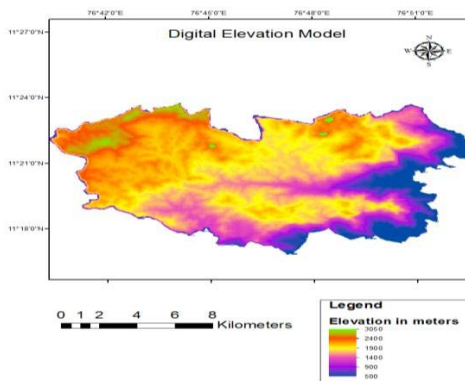 76°42'0"E 76°45'0"E 76°48'0"E 76°51'0"E
11°27'0"N
Digital Elevation Model
N
W E
S
11°24'0"N
11°21'0"N
11°18'0"N
0 1 2 4 6 8
Kilometers
Legend
Elevation in meters
3050
2400
1900
1400
900
500